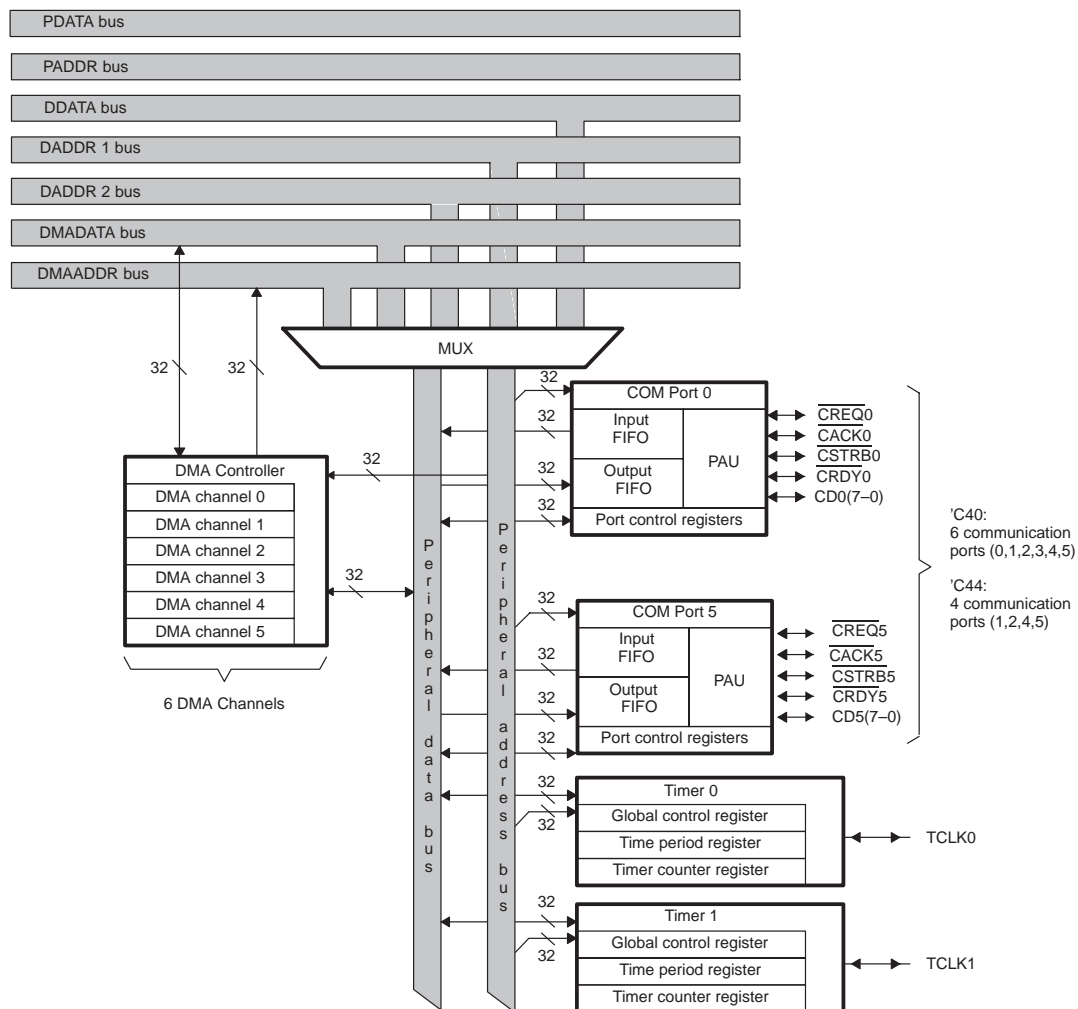 PDATA bus
PADDR bus
DDATA bus
DADDR 1 bus
DADDR 2 bus
DMADATA bus
DMAADDR bus
MUX
32
32
DMA Controller
DMA channel 0
DMA channel 1
DMA channel 2
DMA channel 3
DMA channel 4
DMA channel 5
6 DMA Channels
32
32
Peripheral data bus
Peripheral address bus
32
32
32
32
COM Port 0
Input
FIFO
Output
FIFO
PAU
Port control registers
CREQ0
CACK0
CSTRB0
CRDY0
CD0(7–0)
32
32
32
32
COM Port 5
Input
FIFO
Output
FIFO
PAU
Port control registers
CREQ5
CACK5
CSTRB5
CRDY5
CD5(7–0)
'C40:
6 communication
ports (0,1,2,3,4,5)
'C44:
4 communication
ports (1,2,4,5)
32
32
Timer 0
Global control register
Time period register
Timer counter register
TCLK0
32
32
Timer 1
Global control register
Time period register
Timer counter register
TCLK1